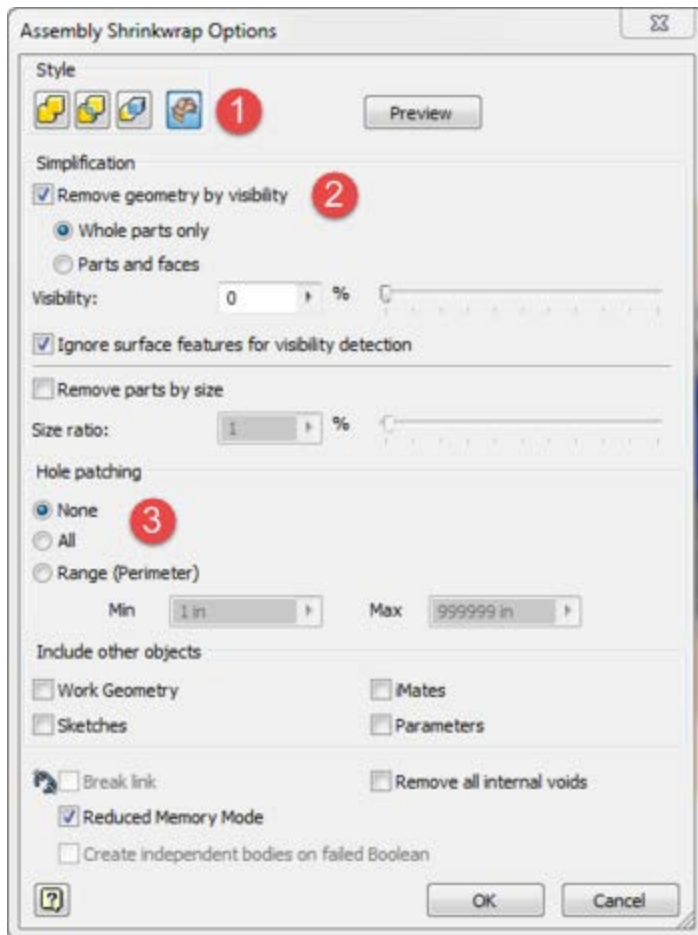 Assembly Shrinkwrap Options
Style
1
Preview
Simplification
Remove geometry by visibility
2
Whole parts only
Parts and faces
Visibility: 0 %
Ignore surface features for visibility detection
Remove parts by size
Size ratio: 1 %
Hole patching
None
3
All
Range (Perimeter)
Min 1 in Max 999999 in
Include other objects
Work Geometry iMates
Sketches Parameters
Break link Remove all internal voids
Reduced Memory Mode
Create independent bodies on failed Boolean
? OK Cancel